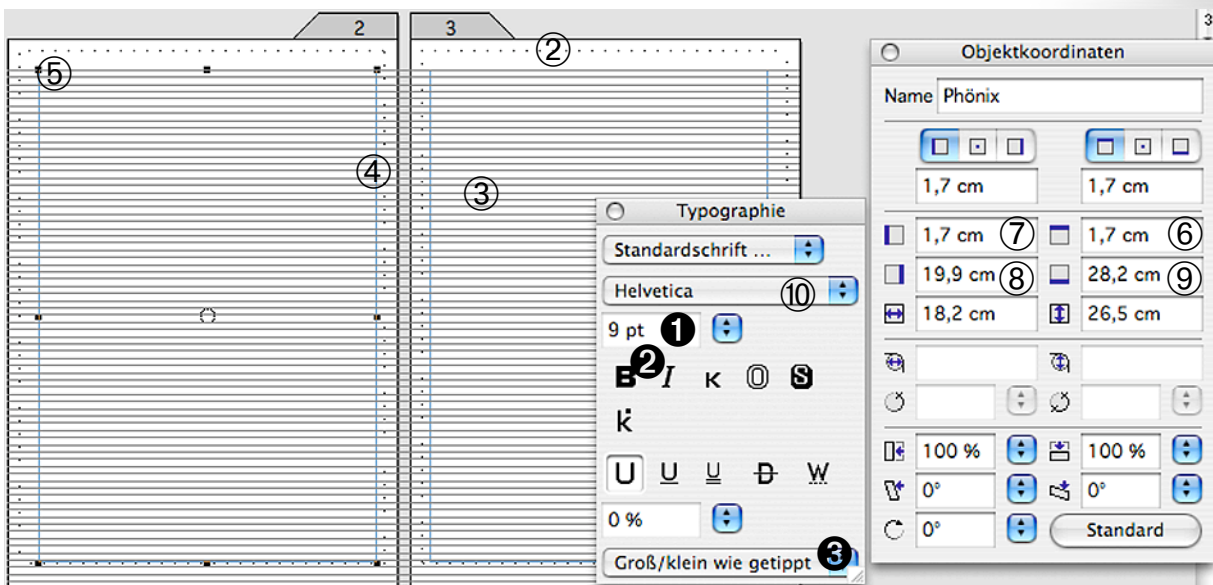 2
3
②
⑤
④
③
Typographie
Standardschrift ...
Helvetica ⑩
9 pt ❶
B ❷ I K O S
k
U U U D W
0 %
Groß/klein wie getippt ❸
Objektkoordinaten
Name Phönix
1,7 cm 1,7 cm
1,7 cm ⑦ 1,7 cm ⑥
19,9 cm ⑧ 28,2 cm ⑨
18,2 cm 26,5 cm
100 % 100 %
0° 0°
0° Standard
3